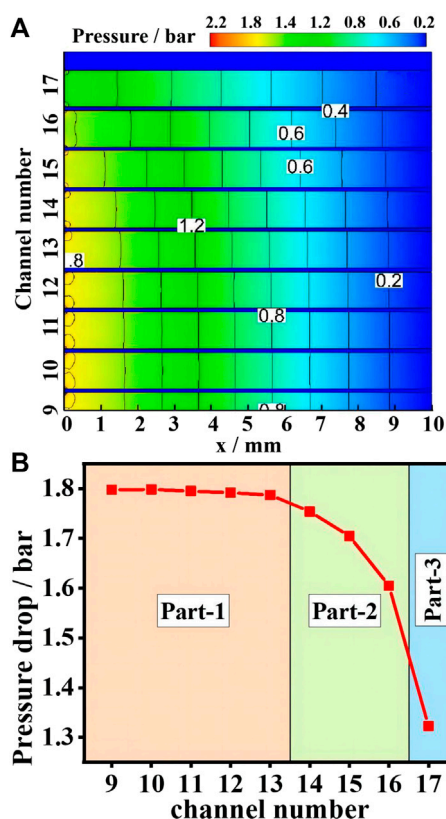 A
Pressure / bar
2.2 1.8 1.4 1.2 0.8 0.6 0.2
Channel number
17
16
15
14
13
12
11
10
9
0.4
0.6
0.6
1.2
.8
0.2
0.8
0.8
0 1 2 3 4 5 6 7 8 9 10
x / mm
B
Pressure drop / bar
1.8
1.7
1.6
1.5
1.4
1.3
Part-1
Part-2
Part-3
9 10 11 12 13 14 15 16 17
channel number